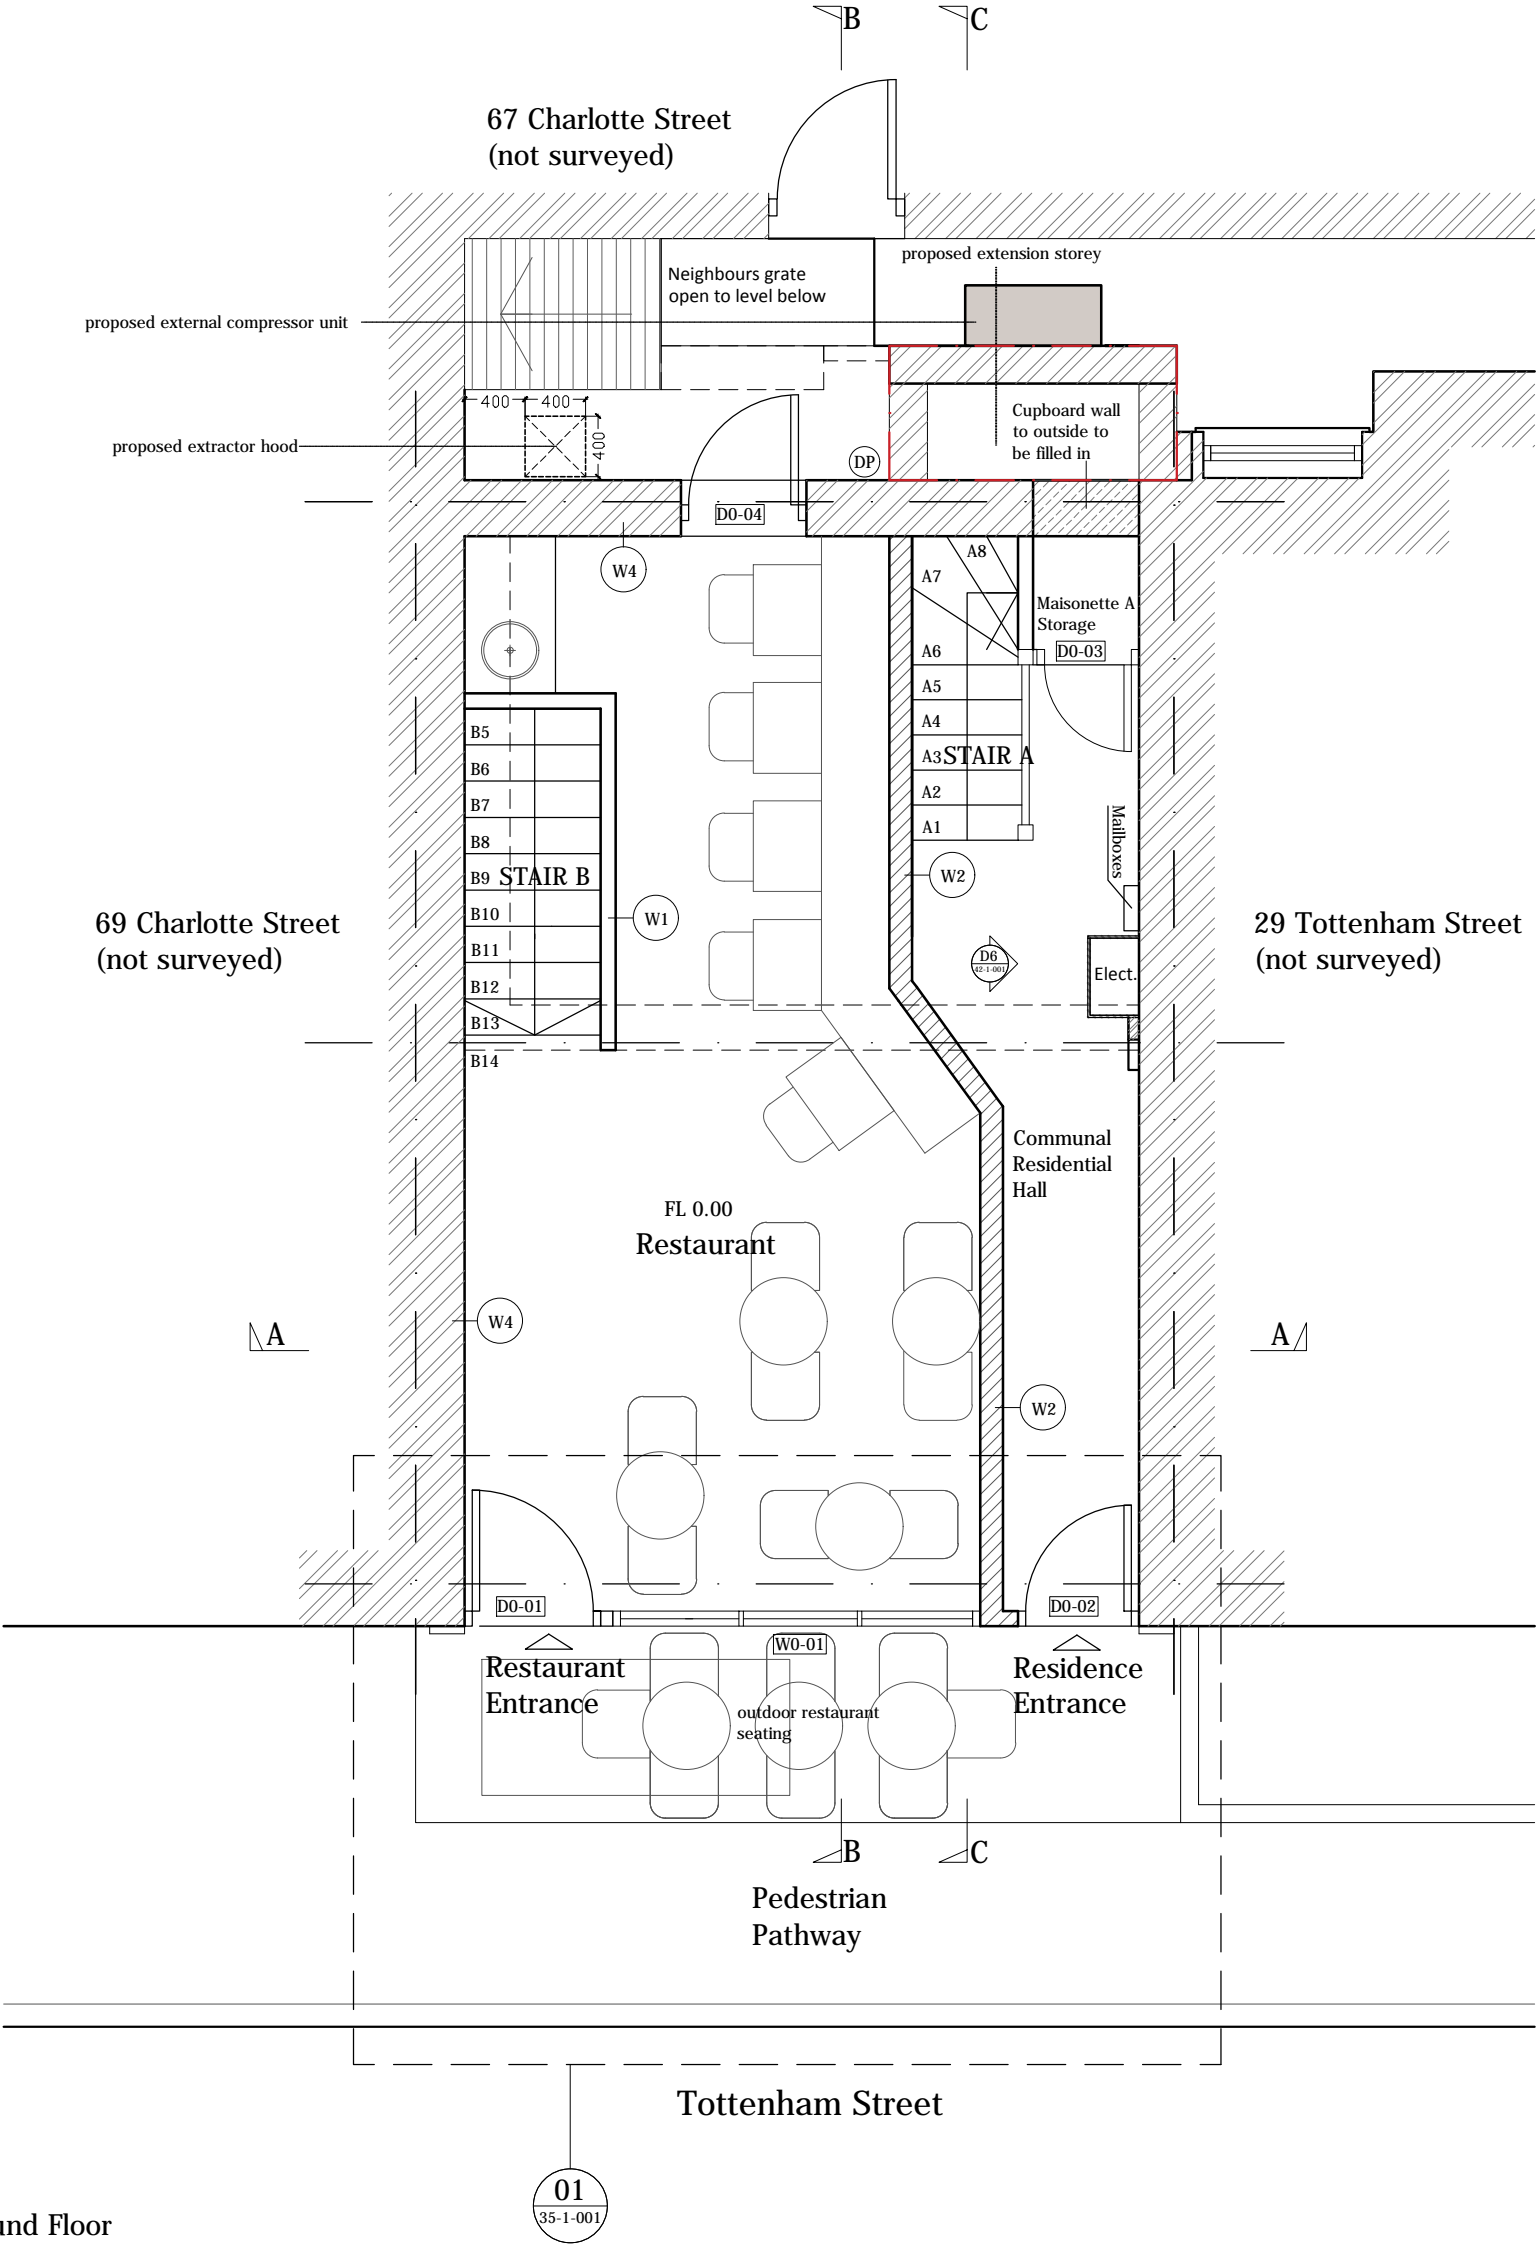 B
C
67 Charlotte Street
(not surveyed)
proposed extension storey
Neighbours grate
open to level below
proposed external compressor unit
400
400
400
Cupboard wall
to outside to
be filled in
proposed extractor hood
DP
D0-04
W4
A8
A7
Maisonette A
Storage
D0-03
A6
A5
A4
A3
STAIR A
A2
A1
B5
B6
B7
B8
B9
STAIR B
B10
B11
B12
B13
B14
Mailboxes
W2
W1
69 Charlotte Street
(not surveyed)
29 Tottenham Street
(not surveyed)
D6
42-1-001
Elect.
Communal
Residential
Hall
FL 0.00
Restaurant
W4
A
A
W2
D0-01
D0-02
W0-01
Restaurant
Entrance
Residence
Entrance
outdoor restaurant
seating
B
C
Pedestrian
Pathway
Tottenham Street
01
35-1-001
und Floor